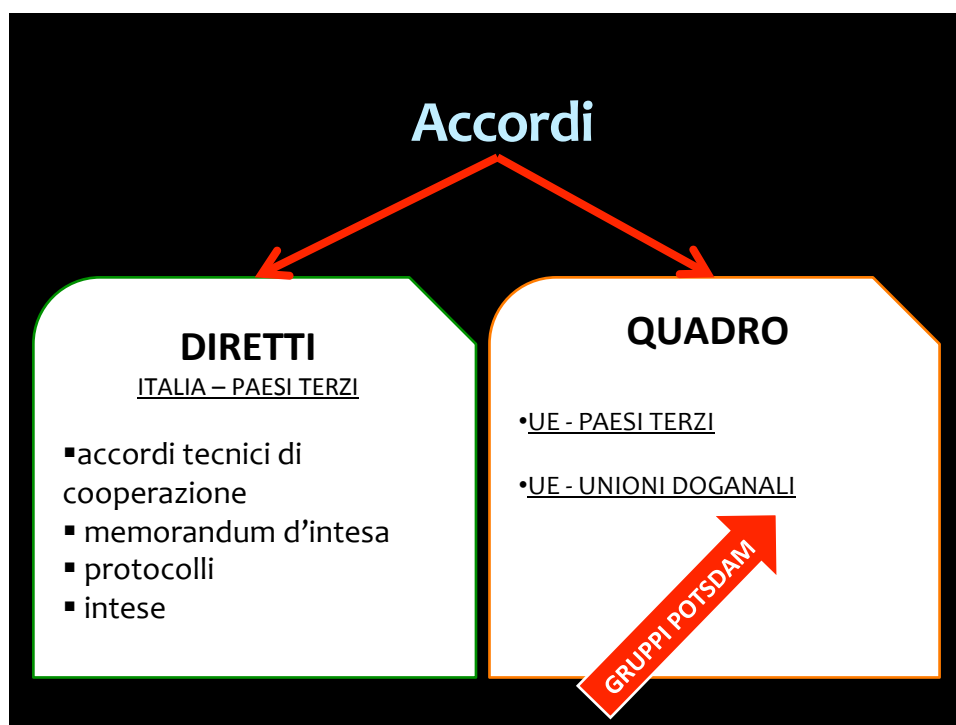 Accordi
DIRETTI
ITALIA – PAESI TERZI
▪accordi tecnici di
cooperazione
▪ memorandum d'intesa
▪ protocolli
▪ intese
QUADRO
•UE - PAESI TERZI
•UE - UNIONI DOGANALI
GRUPPI POTSDAM